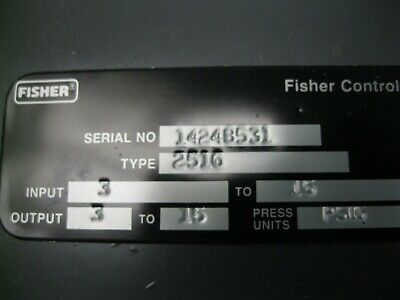 FISHER®
Fisher Control
SERIAL NO 14248531
TYPE 2516
INPUT 3 TO 15
OUTPUT 3 TO 15 PRESS UNITS PSIG